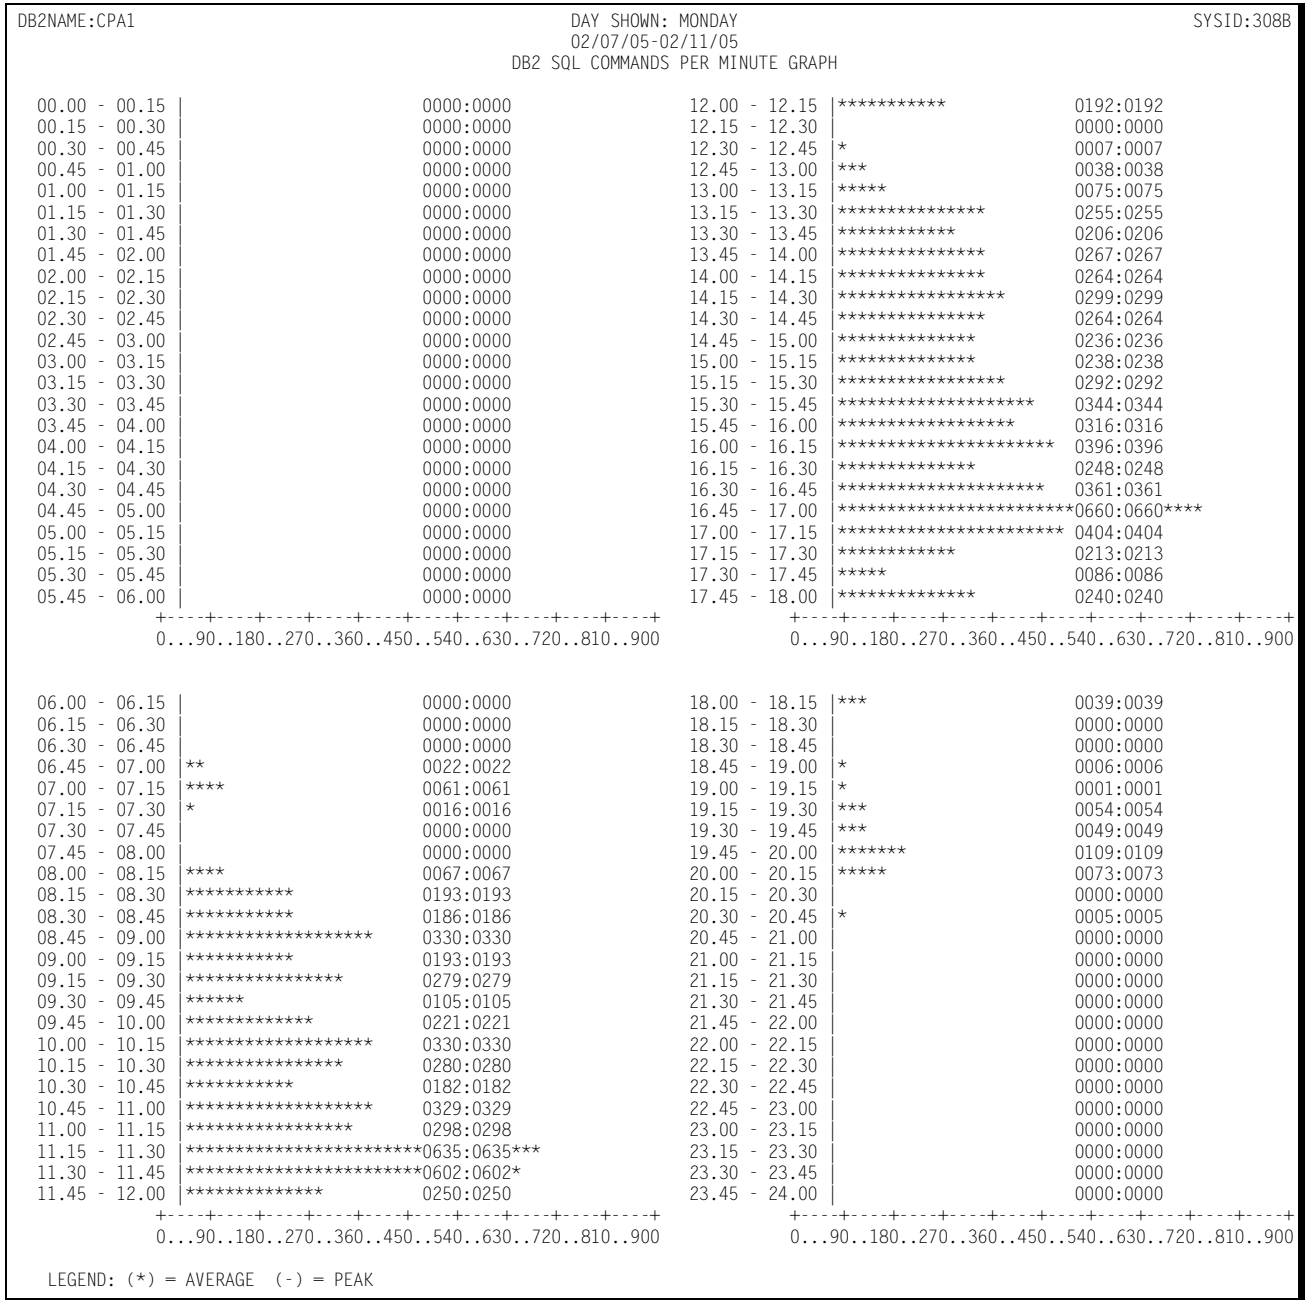 DB2NAME:CPA1 DAY SHOWN: MONDAY SYSID:308B
02/07/05-02/11/05
DB2 SQL COMMANDS PER MINUTE GRAPH
00.00 - 00.15 | 0000:0000 12.00 - 12.15 |*********** 0192:0192
00.15 - 00.30 | 0000:0000 12.15 - 12.30 | 0000:0000
00.30 - 00.45 | 0000:0000 12.30 - 12.45 |* 0007:0007
00.45 - 01.00 | 0000:0000 12.45 - 13.00 |*** 0038:0038
01.00 - 01.15 | 0000:0000 13.00 - 13.15 |***** 0075:0075
01.15 - 01.30 | 0000:0000 13.15 - 13.30 |*************** 0255:0255
01.30 - 01.45 | 0000:0000 13.30 - 13.45 |************ 0206:0206
01.45 - 02.00 | 0000:0000 13.45 - 14.00 |*************** 0267:0267
02.00 - 02.15 | 0000:0000 14.00 - 14.15 |*************** 0264:0264
02.15 - 02.30 | 0000:0000 14.15 - 14.30 |***************** 0299:0299
02.30 - 02.45 | 0000:0000 14.30 - 14.45 |*************** 0264:0264
02.45 - 03.00 | 0000:0000 14.45 - 15.00 |************** 0236:0236
03.00 - 03.15 | 0000:0000 15.00 - 15.15 |************** 0238:0238
03.15 - 03.30 | 0000:0000 15.15 - 15.30 |***************** 0292:0292
03.30 - 03.45 | 0000:0000 15.30 - 15.45 |******************** 0344:0344
03.45 - 04.00 | 0000:0000 15.45 - 16.00 |****************** 0316:0316
04.00 - 04.15 | 0000:0000 16.00 - 16.15 |********************** 0396:0396
04.15 - 04.30 | 0000:0000 16.15 - 16.30 |************** 0248:0248
04.30 - 04.45 | 0000:0000 16.30 - 16.45 |********************* 0361:0361
04.45 - 05.00 | 0000:0000 16.45 - 17.00 |************************0660:0660****
05.00 - 05.15 | 0000:0000 17.00 - 17.15 |*********************** 0404:0404
05.15 - 05.30 | 0000:0000 17.15 - 17.30 |************ 0213:0213
05.30 - 05.45 | 0000:0000 17.30 - 17.45 |***** 0086:0086
05.45 - 06.00 | 0000:0000 17.45 - 18.00 |************** 0240:0240
+----+----+----+----+----+----+----+----+----+----+ +----+----+----+----+----+----+----+----+----+----+
0...90..180..270..360..450..540..630..720..810..900 0...90..180..270..360..450..540..630..720..810..900
06.00 - 06.15 | 0000:0000 18.00 - 18.15 |*** 0039:0039
06.15 - 06.30 | 0000:0000 18.15 - 18.30 | 0000:0000
06.30 - 06.45 | 0000:0000 18.30 - 18.45 | 0000:0000
06.45 - 07.00 |** 0022:0022 18.45 - 19.00 |* 0006:0006
07.00 - 07.15 |**** 0061:0061 19.00 - 19.15 |* 0001:0001
07.15 - 07.30 |* 0016:0016 19.15 - 19.30 |*** 0054:0054
07.30 - 07.45 | 0000:0000 19.30 - 19.45 |*** 0049:0049
07.45 - 08.00 | 0000:0000 19.45 - 20.00 |******* 0109:0109
08.00 - 08.15 |**** 0067:0067 20.00 - 20.15 |***** 0073:0073
08.15 - 08.30 |*********** 0193:0193 20.15 - 20.30 | 0000:0000
08.30 - 08.45 |*********** 0186:0186 20.30 - 20.45 |* 0005:0005
08.45 - 09.00 |******************* 0330:0330 20.45 - 21.00 | 0000:0000
09.00 - 09.15 |*********** 0193:0193 21.00 - 21.15 | 0000:0000
09.15 - 09.30 |**************** 0279:0279 21.15 - 21.30 | 0000:0000
09.30 - 09.45 |****** 0105:0105 21.30 - 21.45 | 0000:0000
09.45 - 10.00 |************* 0221:0221 21.45 - 22.00 | 0000:0000
10.00 - 10.15 |******************* 0330:0330 22.00 - 22.15 | 0000:0000
10.15 - 10.30 |**************** 0280:0280 22.15 - 22.30 | 0000:0000
10.30 - 10.45 |*********** 0182:0182 22.30 - 22.45 | 0000:0000
10.45 - 11.00 |******************* 0329:0329 22.45 - 23.00 | 0000:0000
11.00 - 11.15 |***************** 0298:0298 23.00 - 23.15 | 0000:0000
11.15 - 11.30 |************************0635:0635*** 23.15 - 23.30 | 0000:0000
11.30 - 11.45 |************************0602:0602* 23.30 - 23.45 | 0000:0000
11.45 - 12.00 |************** 0250:0250 23.45 - 24.00 | 0000:0000
+----+----+----+----+----+----+----+----+----+----+ +----+----+----+----+----+----+----+----+----+----+
0...90..180..270..360..450..540..630..720..810..900 0...90..180..270..360..450..540..630..720..810..900
LEGEND: (*) = AVERAGE (-) = PEAK